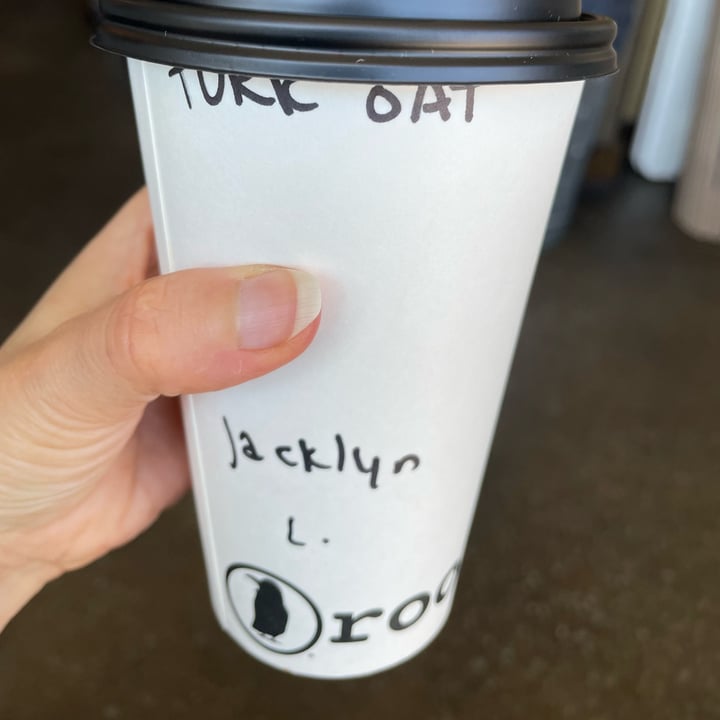 TURK OAT
Jacklyn
L.
roo